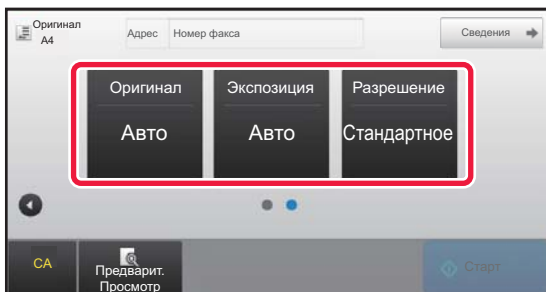 Оригинал
A4
Адрес
Номер факса
Сведения
Оригинал
Экспозиция
Разрешение
Авто
Авто
Стандартное
CA
Предварит.
Просмотр
Старт